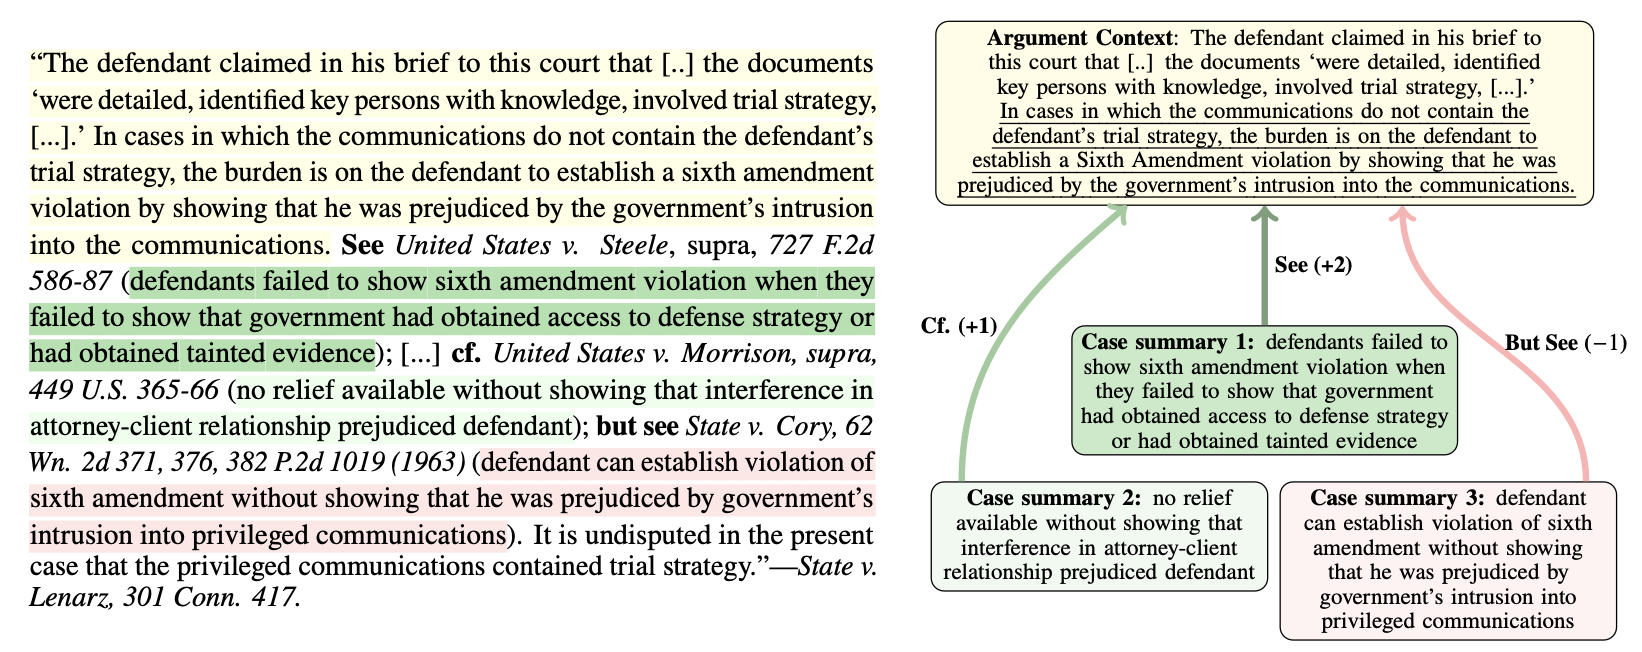 “The defendant claimed in his brief to this court that [..] the documents
‘were detailed, identified key persons with knowledge, involved trial strategy,
[...].’ In cases in which the communications do not contain the defendant’s
trial strategy, the burden is on the defendant to establish a sixth amendment
violation by showing that he was prejudiced by the government’s intrusion
into the communications. See United States v. Steele, supra, 727 F.2d
586-87 (defendants failed to show sixth amendment violation when they
failed to show that government had obtained access to defense strategy or
had obtained tainted evidence); [...] cf. United States v. Morrison, supra,
449 U.S. 365-66 (no relief available without showing that interference in
attorney-client relationship prejudiced defendant); but see State v. Cory, 62
Wn. 2d 371, 376, 382 P.2d 1019 (1963) (defendant can establish violation of
sixth amendment without showing that he was prejudiced by government’s
intrusion into privileged communications). It is undisputed in the present
case that the privileged communications contained trial strategy.”—State v.
Lenarz, 301 Conn. 417.
Argument Context: The defendant claimed in his brief to
this court that [..] the documents ‘were detailed, identified
key persons with knowledge, involved trial strategy, [...].’
In cases in which the communications do not contain the
defendant’s trial strategy, the burden is on the defendant to
establish a Sixth Amendment violation by showing that he was
prejudiced by the government’s intrusion into the communications.
See (+2)
Cf. (+1)
But See (−1)
Case summary 1: defendants failed to
show sixth amendment violation when
they failed to show that government
had obtained access to defense strategy
or had obtained tainted evidence
Case summary 2: no relief
available without showing that
interference in attorney-client
relationship prejudiced defendant
Case summary 3: defendant
can establish violation of sixth
amendment without showing
that he was prejudiced by
government’s intrusion into
privileged communications